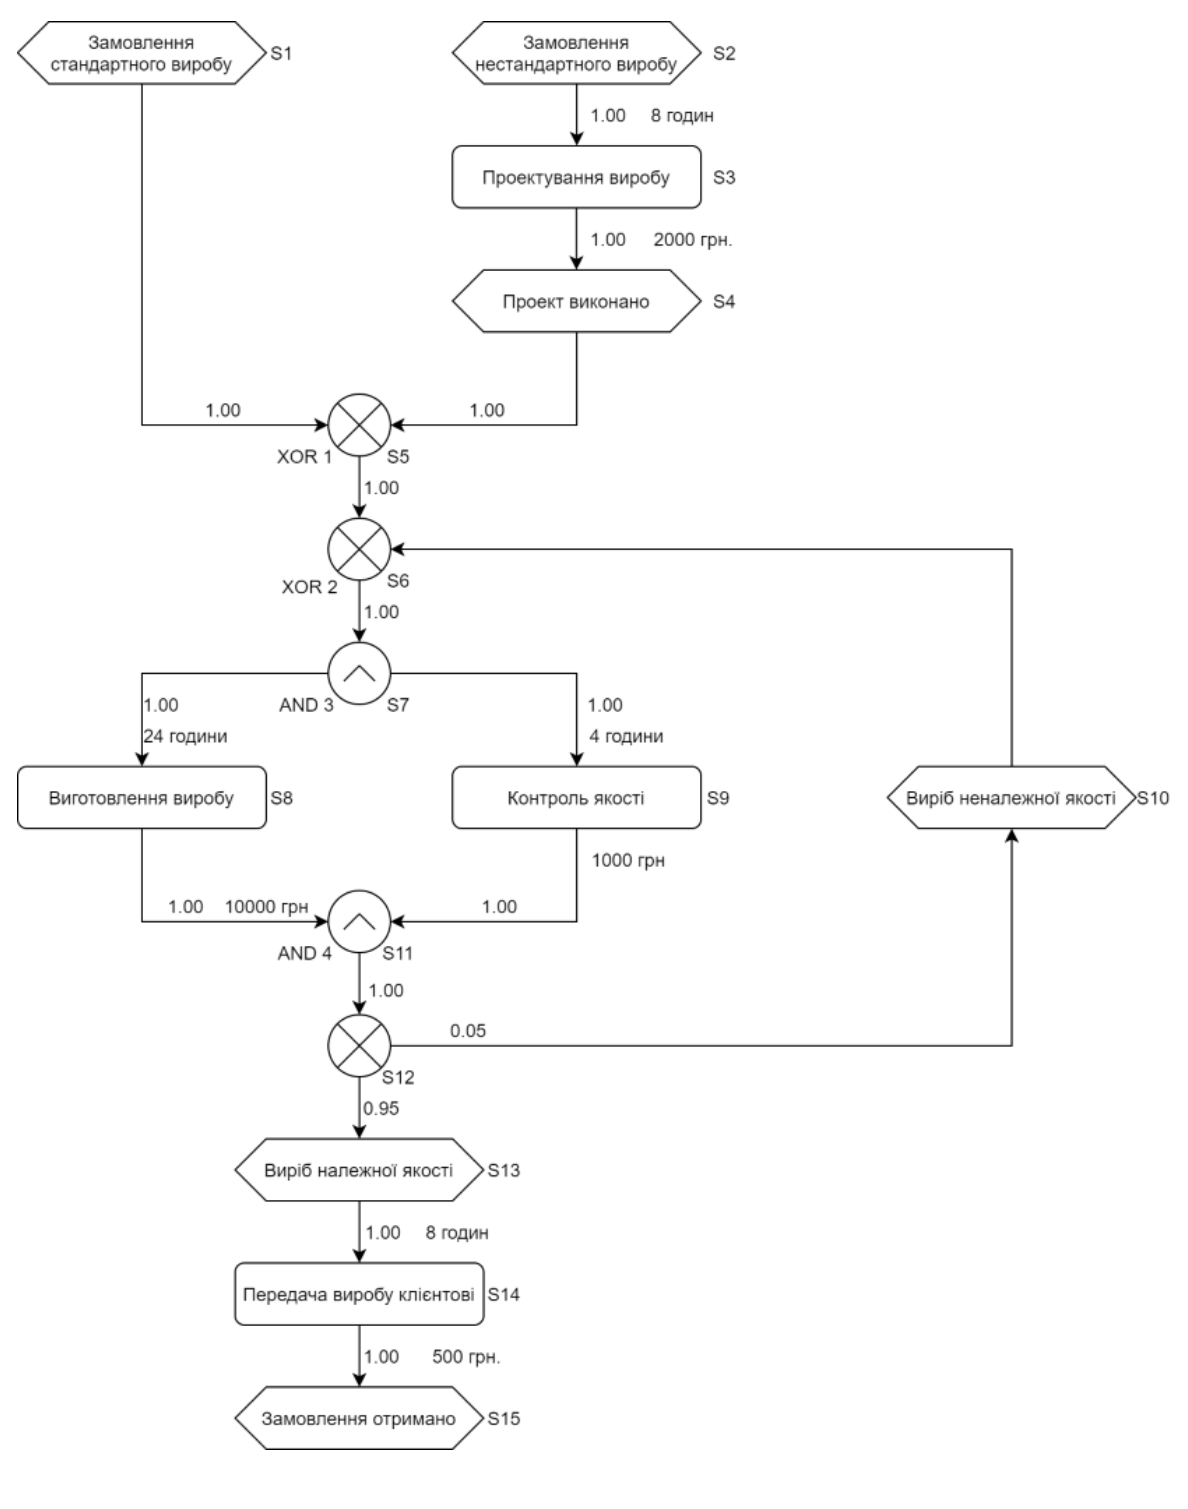 Замовлення
стандартного виробу
S1
Замовлення
нестандартного виробу
S2
1.00 8 годин
Проектування виробу
S3
1.00 2000 грн.
Проект виконано
S4
1.00
1.00
XOR 1
S5
1.00
XOR 2
S6
1.00
AND 3
S7
1.00
24 години
1.00
4 години
Виготовлення виробу
S8
Контроль якості
S9
Виріб неналежної якості
S10
1000 грн
1.00 10000 грн
1.00
AND 4
S11
1.00
0.05
S12
0.95
Виріб належної якості
S13
1.00 8 годин
Передача виробу клієнтові
S14
1.00 500 грн.
Замовлення отримано
S15